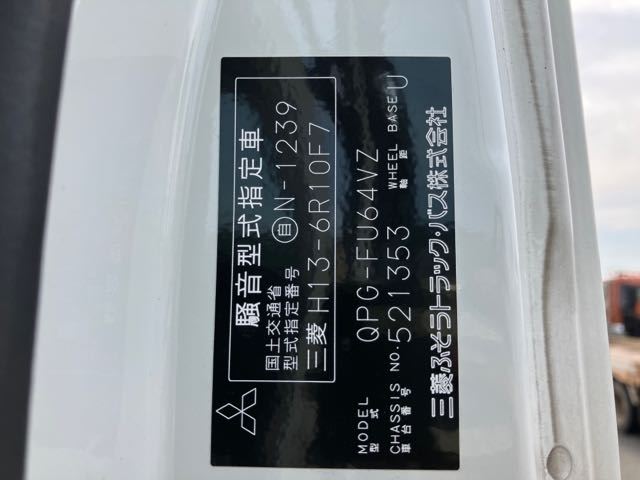 騒音型式指定車
国土交通省
型式指定番号 自 N-1239
三菱 H13-6R10F7
MODEL
型式 QPG-FU64VZ
CHASSIS NO. 521353 WHEEL BASE U
車台番号 軸距
三菱ふそうトラック・バス株式会社